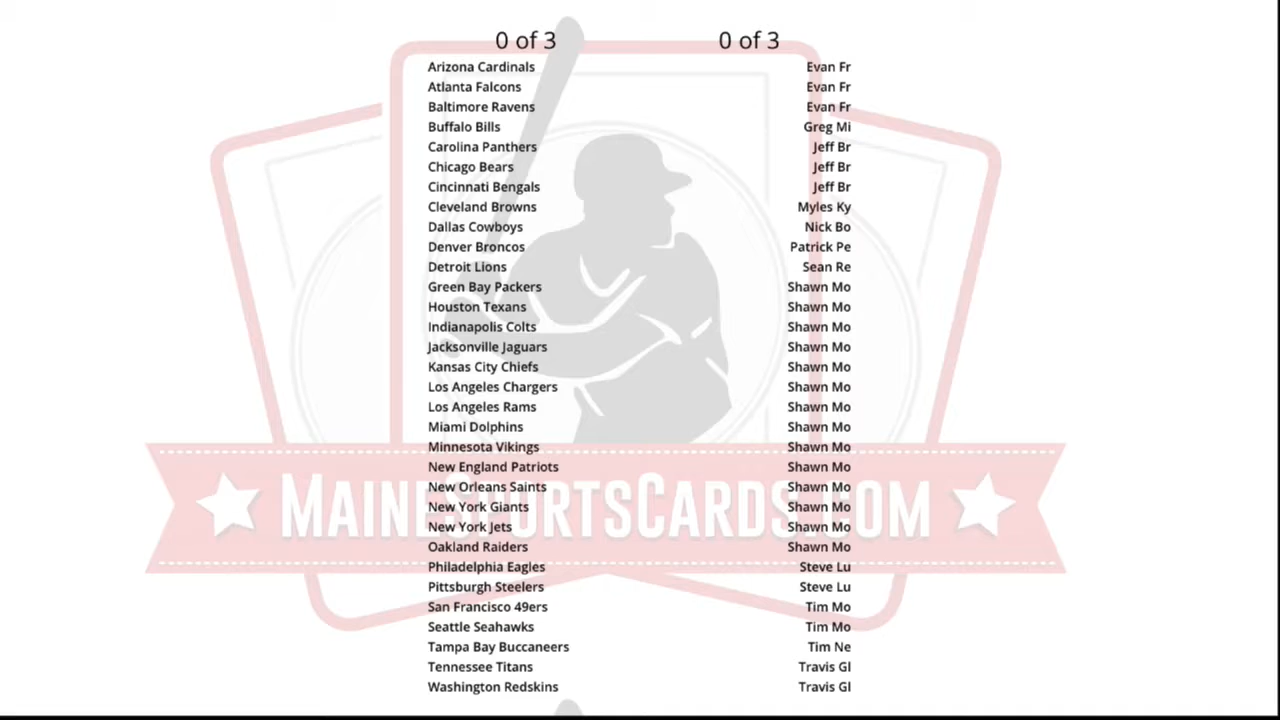 0 of 3 0 of 3
Arizona Cardinals Evan Fr
Atlanta Falcons Evan Fr
Baltimore Ravens Evan Fr
Buffalo Bills Greg Mi
Carolina Panthers Jeff Br
Chicago Bears Jeff Br
Cincinnati Bengals Jeff Br
Cleveland Browns Myles Ky
Dallas Cowboys Nick Bo
Denver Broncos Patrick Pe
Detroit Lions Sean Re
Green Bay Packers Shawn Mo
Houston Texans Shawn Mo
Indianapolis Colts Shawn Mo
Jacksonville Jaguars Shawn Mo
Kansas City Chiefs Shawn Mo
Los Angeles Chargers Shawn Mo
Los Angeles Rams Shawn Mo
Miami Dolphins Shawn Mo
Minnesota Vikings Shawn Mo
New England Patriots Shawn Mo
New Orleans Saints Shawn Mo
New York Giants Shawn Mo
New York Jets Shawn Mo
Oakland Raiders Shawn Mo
Philadelphia Eagles Steve Lu
Pittsburgh Steelers Steve Lu
San Francisco 49ers Tim Mo
Seattle Seahawks Tim Mo
Tampa Bay Buccaneers Tim Ne
Tennessee Titans Travis Gl
Washington Redskins Travis Gl
MAINESPORTSCARDS.COM